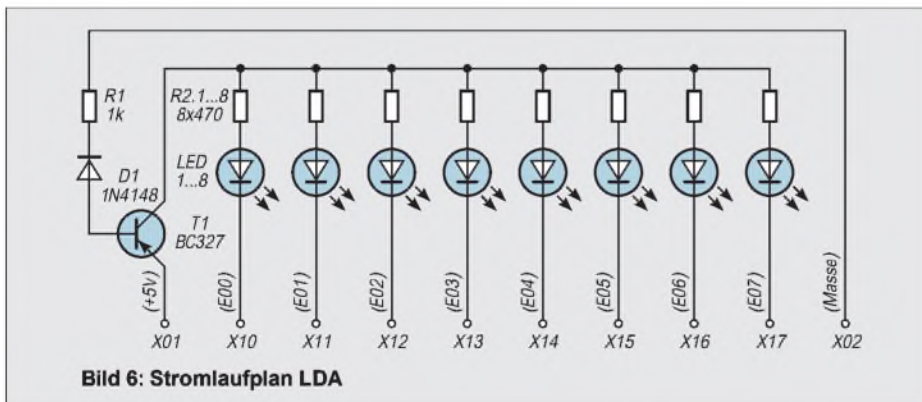 R1
1k
R2.1...8
8x470
LED
1...8
D1
1N4148
T1
BC327
(+5V)
(E00)
(E01)
(E02)
(E03)
(E04)
(E05)
(E06)
(E07)
(Masse)
X01 X10 X11 X12 X13 X14 X15 X16 X17 X02
Bild 6: Stromlaufplan LDA